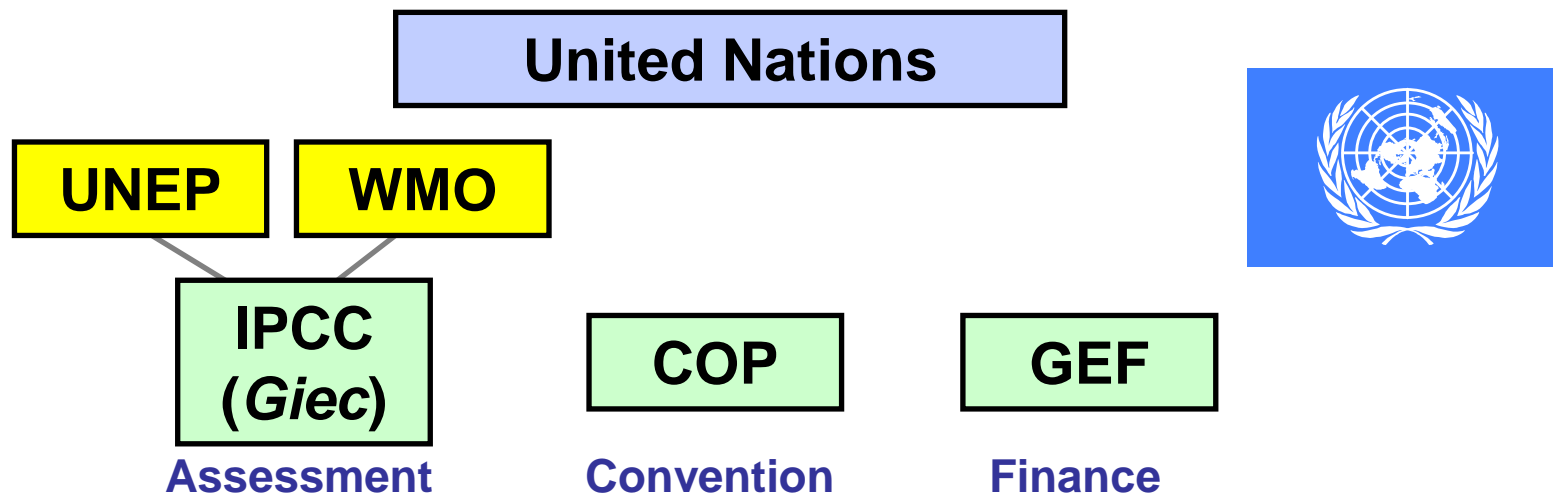 United Nations
UNEP
WMO
IPCC
(Giec)
COP
GEF
Assessment
Convention
Finance